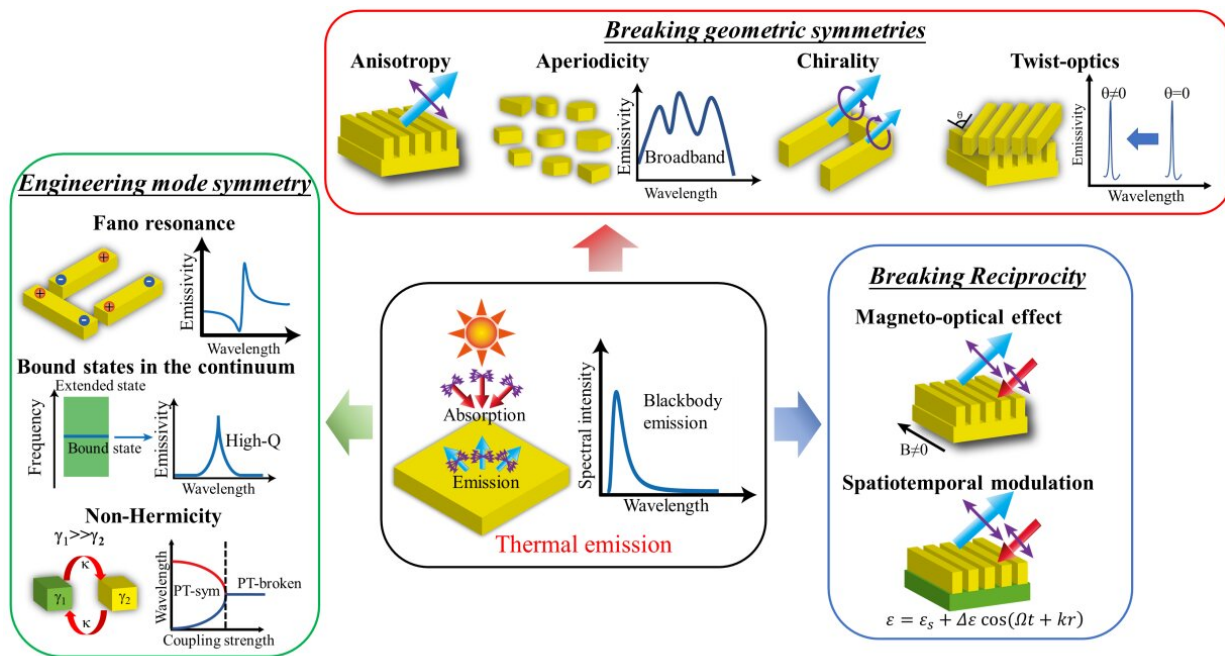 Breaking geometric symmetries
Anisotropy
Aperiodicity
Chirality
Twist-optics
Emissivity
Broadband
Wavelength
θ
Emissivity
θ≠0
θ=0
Wavelength
Engineering mode symmetry
Fano resonance
+
-
+
-
+
-
Emissivity
Wavelength
Bound states in the continuum
Extended state
Frequency
Bound state
Emissivity
High-Q
Wavelength
Non-Hermicity
γ₁>>γ₂
κ
γ₁
γ₂
κ
Wavelength
PT-sym
PT-broken
Coupling strength
Absorption
Emission
Spectral intensity
Blackbody
emission
Wavelength
Thermal emission
Breaking Reciprocity
Magneto-optical effect
B≠0
Spatiotemporal modulation
ε = εₛ + Δε cos(Ωt + kr)